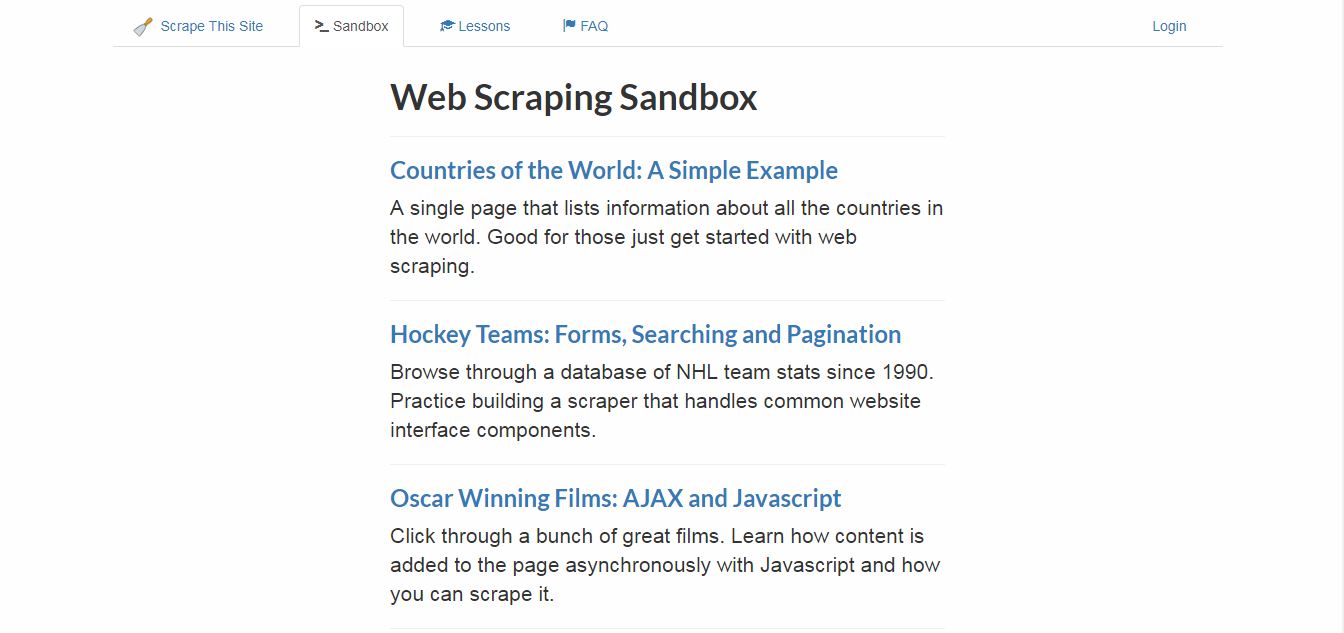 Scrape This Site Sandbox Lessons FAQ Login
Web Scraping Sandbox
Countries of the World: A Simple Example
A single page that lists information about all the countries in
the world. Good for those just get started with web
scraping.
Hockey Teams: Forms, Searching and Pagination
Browse through a database of NHL team stats since 1990.
Practice building a scraper that handles common website
interface components.
Oscar Winning Films: AJAX and Javascript
Click through a bunch of great films. Learn how content is
added to the page asynchronously with Javascript and how
you can scrape it.